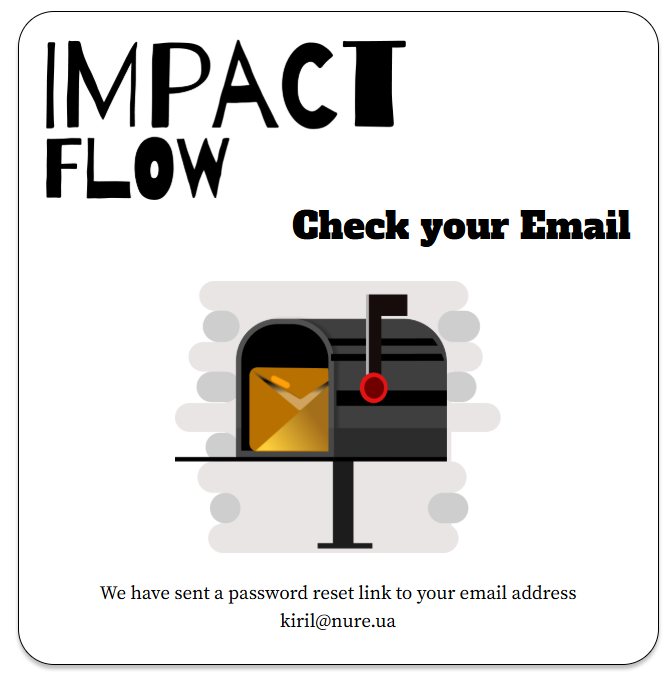 IMPACT
FLOW
Check your Email
We have sent a password reset link to your email address
kiril@nure.ua